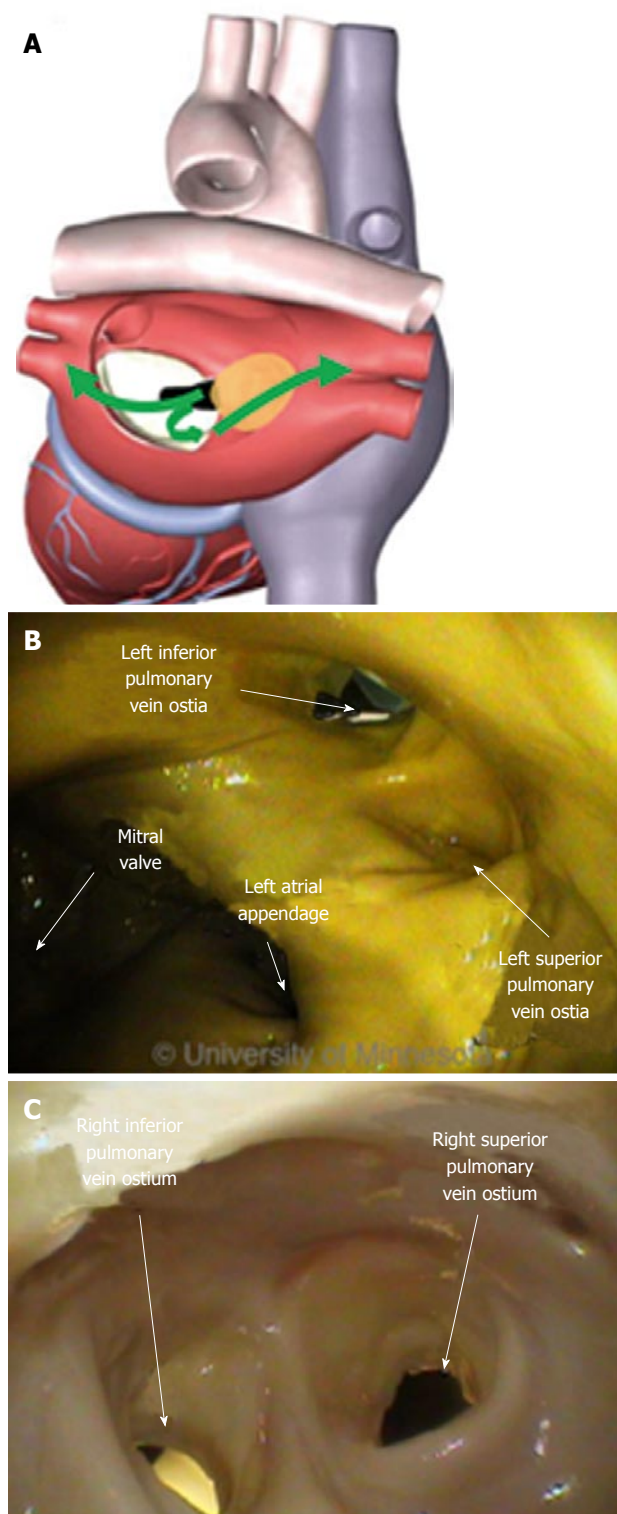 A
B
Left inferior
pulmonary
vein ostia
Mitral
valve
Left atrial
appendage
Left superior
pulmonary
vein ostia
© University of Minnesota
C
Right inferior
pulmonary
vein ostium
Right superior
pulmonary
vein ostium